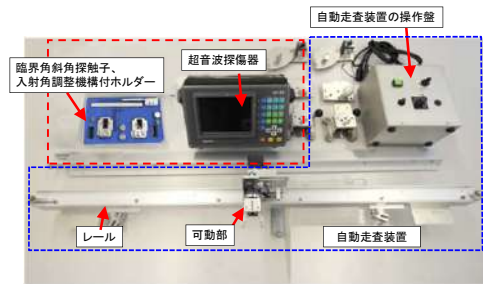 自動走査装置の操作盤
超音波探傷器
臨界角斜角探触子、
入射角調整機構付ホルダー
レール
可動部
自動走査装置